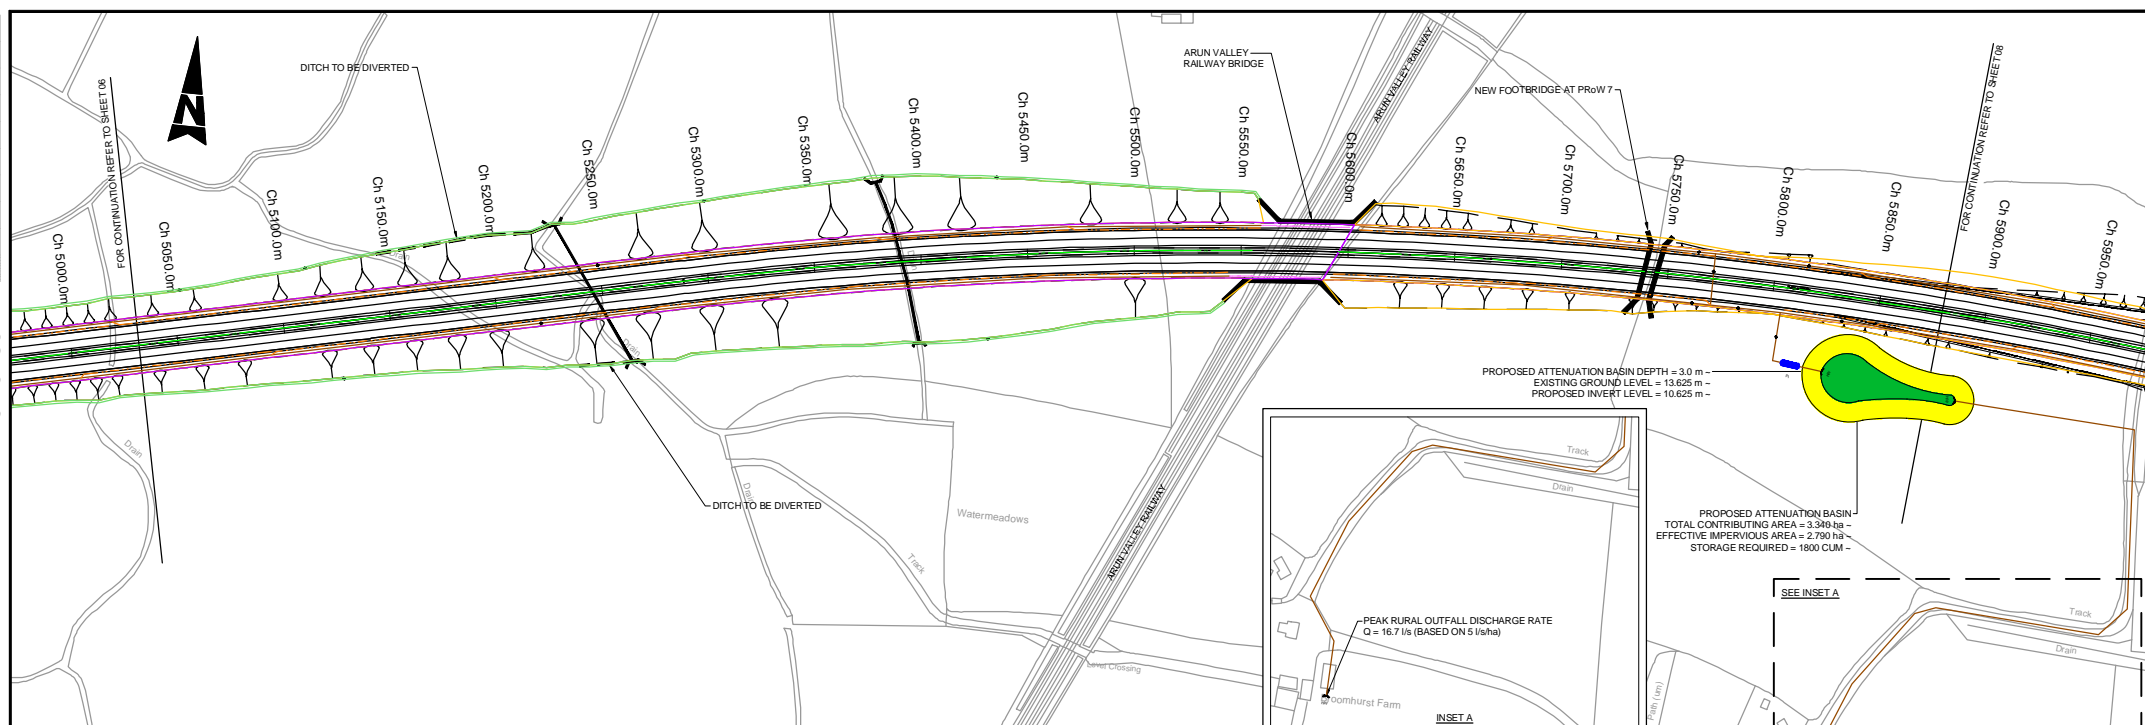 N
FOR CONTINUATION REFER TO SHEET 06
DITCH TO BE DIVERTED
ARUN VALLEY
RAILWAY BRIDGE
ARUN VALLEY RAILWAY
NEW FOOTBRIDGE AT PRoW 7
FOR CONTINUATION REFER TO SHEET 08
Ch 5000.0m
Ch 5050.0m
Ch 5100.0m
Ch 5150.0m
Ch 5200.0m
Ch 5250.0m
Ch 5300.0m
Ch 5350.0m
Ch 5400.0m
Ch 5450.0m
Ch 5500.0m
Ch 5550.0m
Ch 5600.0m
Ch 5650.0m
Ch 5700.0m
Ch 5750.0m
Ch 5800.0m
Ch 5850.0m
Ch 5900.0m
Ch 5950.0m
Drain
Drain
Drain
Drain
Drain
DITCH TO BE DIVERTED
Watermeadows
Track
ARUN VALLEY RAILWAY
Level Crossing
PROPOSED ATTENUATION BASIN DEPTH = 3.0 m ~
EXISTING GROUND LEVEL = 13.625 m ~
PROPOSED INVERT LEVEL = 10.625 m ~
PROPOSED ATTENUATION BASIN
TOTAL CONTRIBUTING AREA = 3.340 ha ~
EFFECTIVE IMPERVIOUS AREA = 2.790 ha ~
STORAGE REQUIRED = 1800 CUM ~
Track
Drain
PEAK RURAL OUTFALL DISCHARGE RATE
Q = 16.7 l/s (BASED ON 5 l/s/ha)
Broomhurst Farm
INSET A
SEE INSET A
Track
Drain
Path (um)